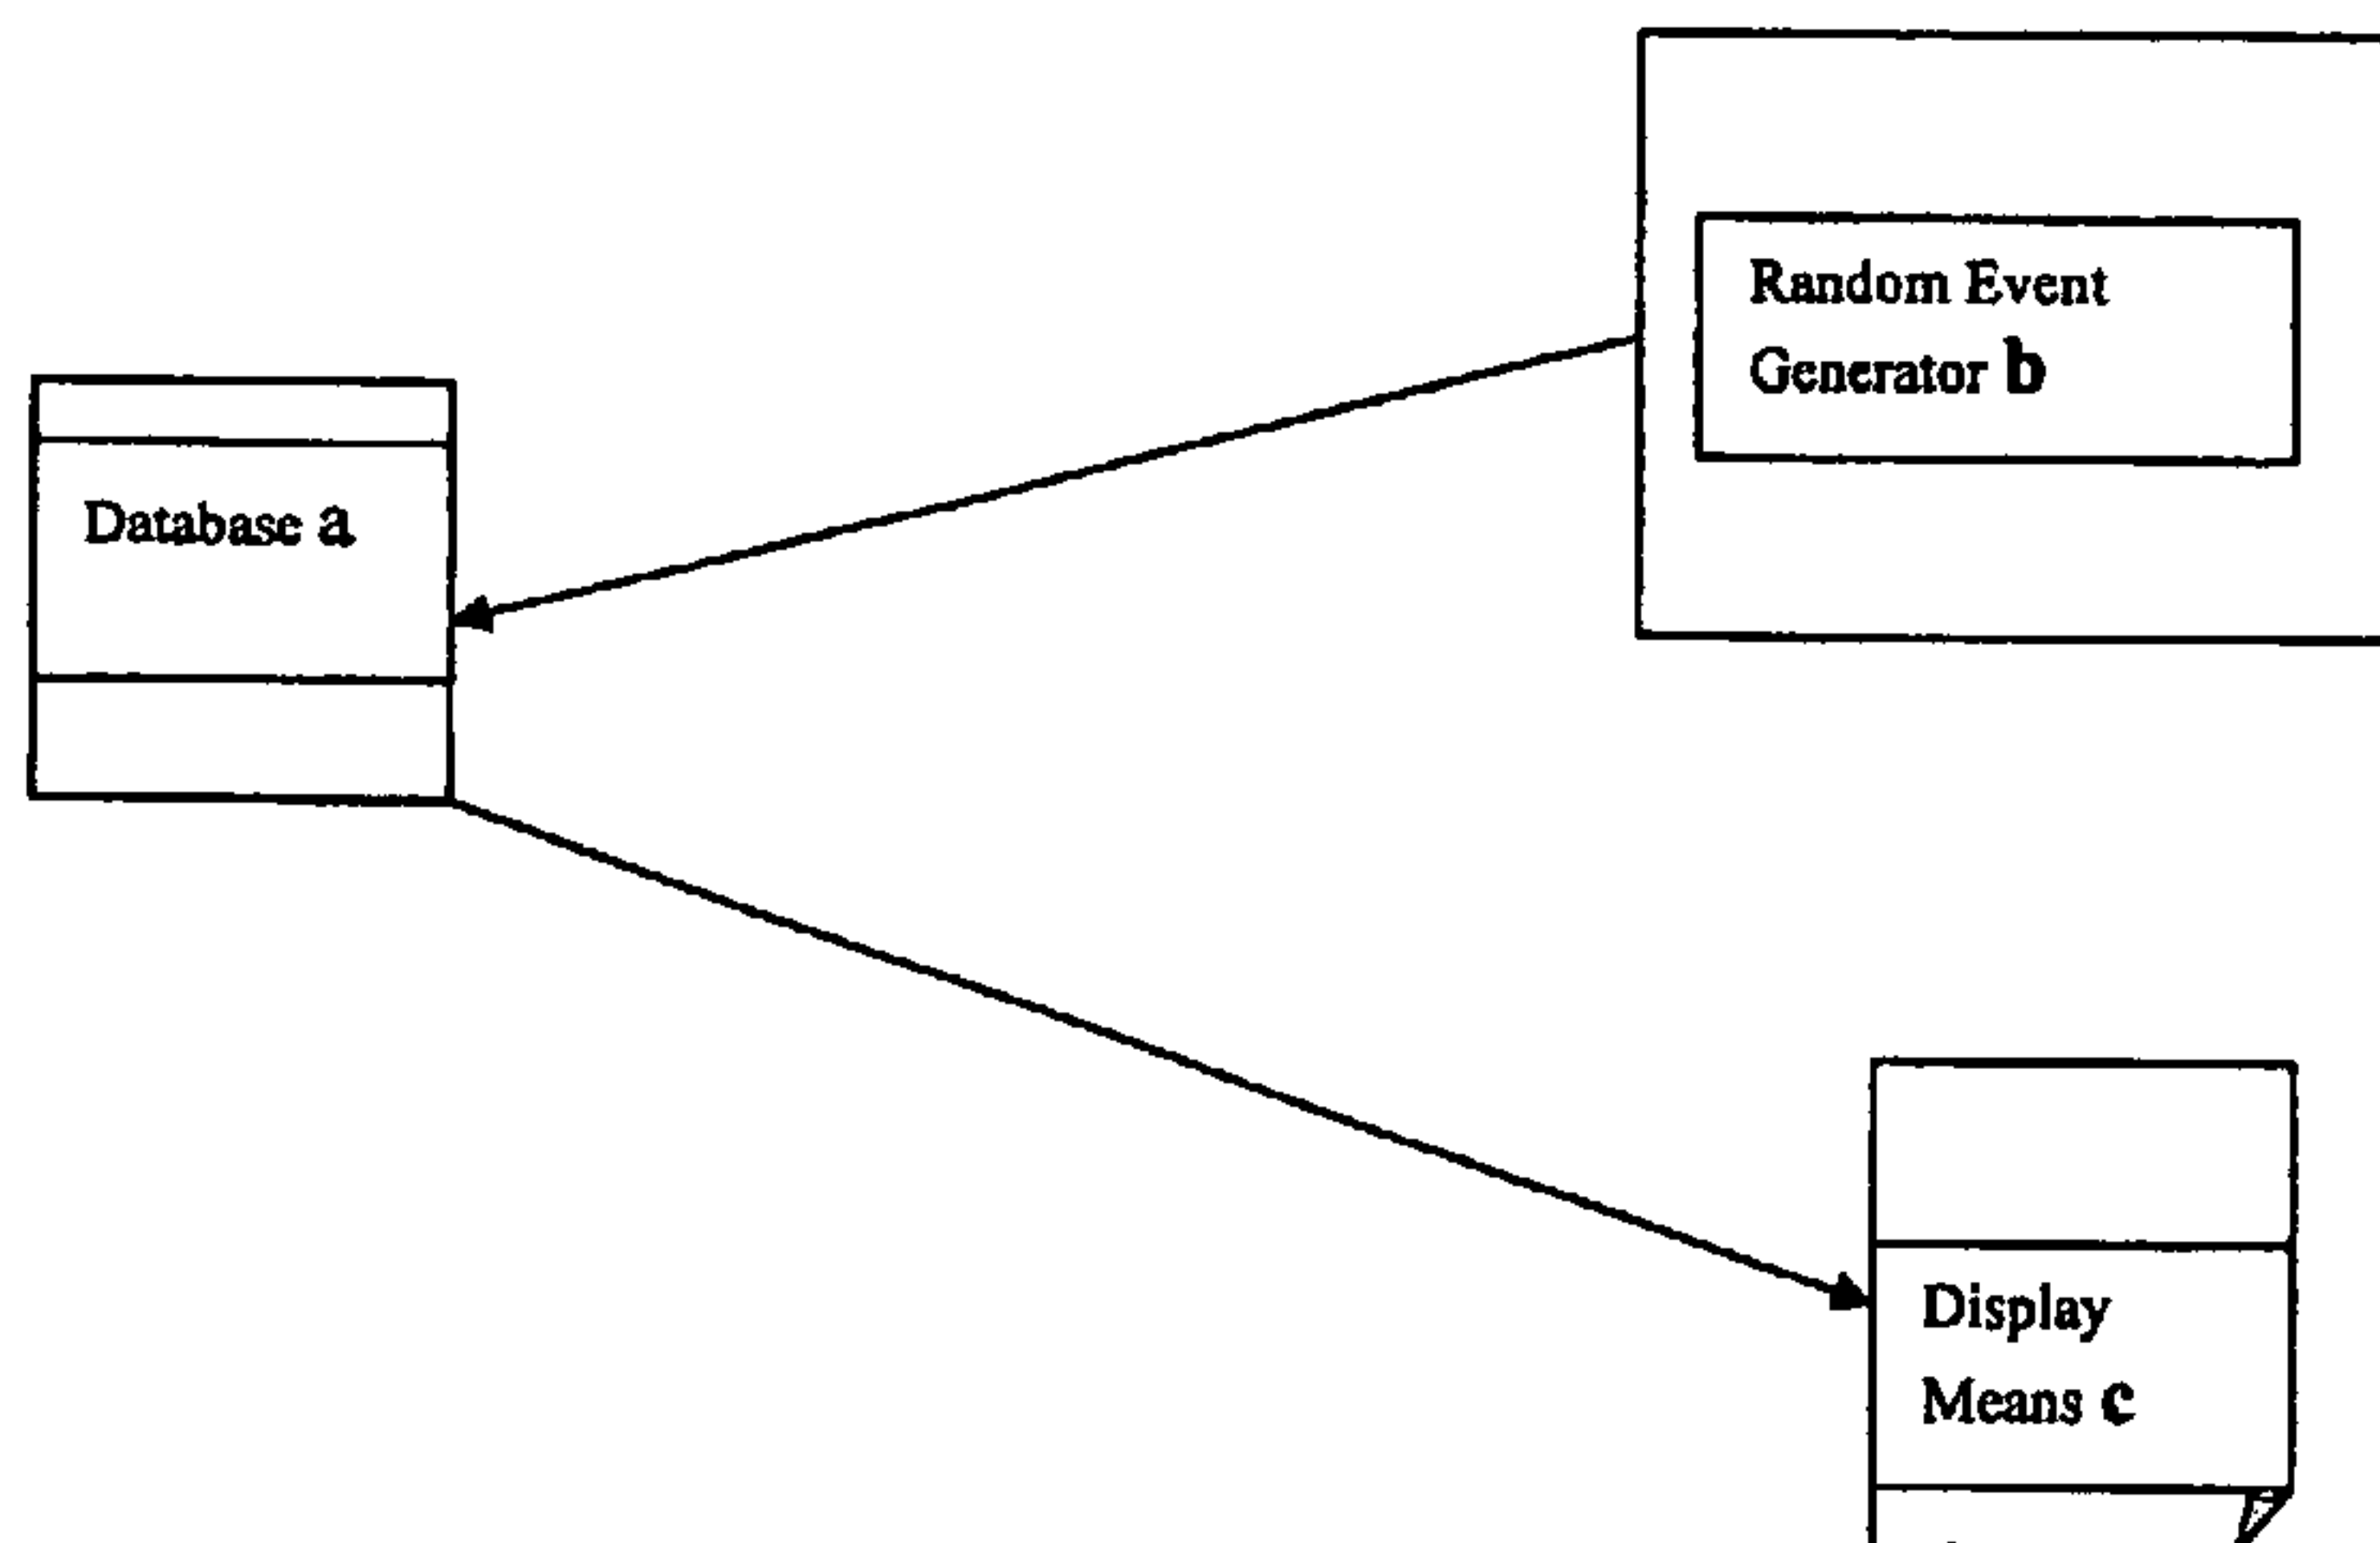 Random Event
Generator b
Database a
Display
Means c